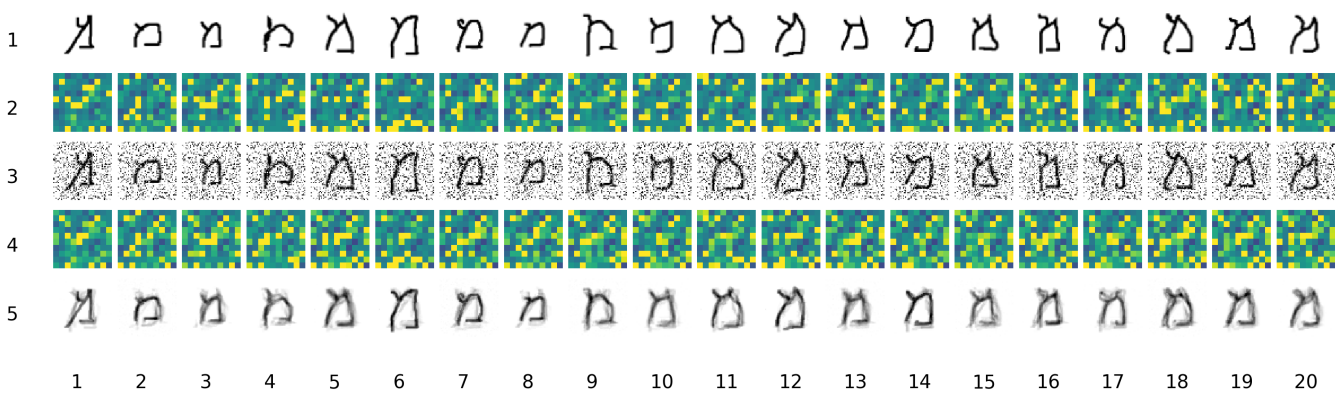 1 מ מ מ מ מ מ מ מ מ מ מ מ מ מ מ מ מ מ מ מ
2
3 מ מ מ מ מ מ מ מ מ מ מ מ מ מ מ מ מ מ מ מ
4
5 מ מ מ מ מ מ מ מ מ מ מ מ מ מ מ מ מ מ מ מ
1 2 3 4 5 6 7 8 9 10 11 12 13 14 15 16 17 18 19 20